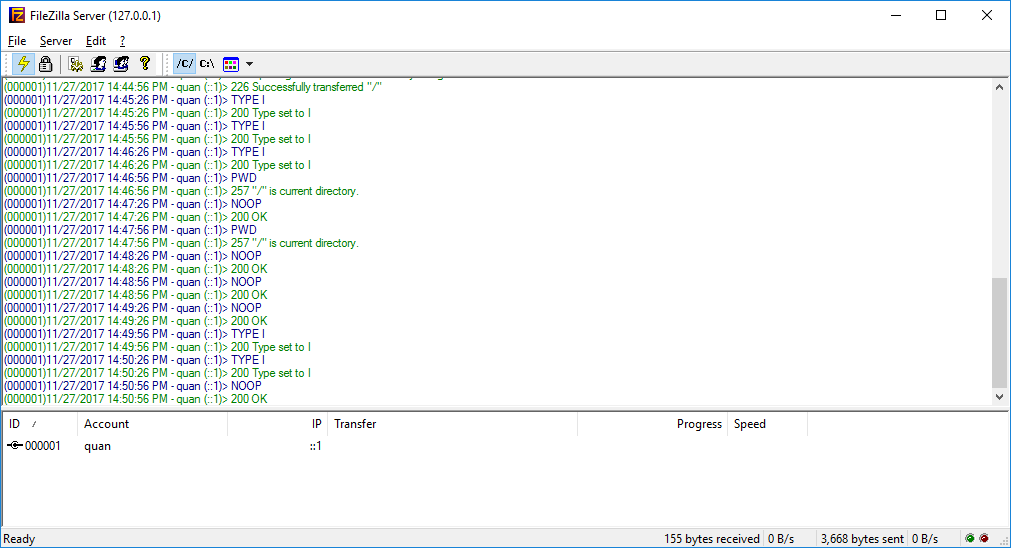 FileZilla Server (127.0.0.1)
File Server Edit ?
/C/ C:\
(000001)11/27/2017 14:44:56 PM - quan (::1)> 226 Successfully transferred "/"
(000001)11/27/2017 14:45:26 PM - quan (::1)> TYPE I
(000001)11/27/2017 14:45:26 PM - quan (::1)> 200 Type set to I
(000001)11/27/2017 14:45:56 PM - quan (::1)> TYPE I
(000001)11/27/2017 14:45:56 PM - quan (::1)> 200 Type set to I
(000001)11/27/2017 14:46:26 PM - quan (::1)> TYPE I
(000001)11/27/2017 14:46:26 PM - quan (::1)> 200 Type set to I
(000001)11/27/2017 14:46:56 PM - quan (::1)> PWD
(000001)11/27/2017 14:46:56 PM - quan (::1)> 257 "/" is current directory.
(000001)11/27/2017 14:47:26 PM - quan (::1)> NOOP
(000001)11/27/2017 14:47:26 PM - quan (::1)> 200 OK
(000001)11/27/2017 14:47:56 PM - quan (::1)> PWD
(000001)11/27/2017 14:47:56 PM - quan (::1)> 257 "/" is current directory.
(000001)11/27/2017 14:48:26 PM - quan (::1)> NOOP
(000001)11/27/2017 14:48:26 PM - quan (::1)> 200 OK
(000001)11/27/2017 14:48:56 PM - quan (::1)> NOOP
(000001)11/27/2017 14:48:56 PM - quan (::1)> 200 OK
(000001)11/27/2017 14:49:26 PM - quan (::1)> NOOP
(000001)11/27/2017 14:49:26 PM - quan (::1)> 200 OK
(000001)11/27/2017 14:49:56 PM - quan (::1)> TYPE I
(000001)11/27/2017 14:49:56 PM - quan (::1)> 200 Type set to I
(000001)11/27/2017 14:50:26 PM - quan (::1)> TYPE I
(000001)11/27/2017 14:50:26 PM - quan (::1)> 200 Type set to I
(000001)11/27/2017 14:50:56 PM - quan (::1)> NOOP
(000001)11/27/2017 14:50:56 PM - quan (::1)> 200 OK
ID / Account IP Transfer Progress Speed
000001 quan ::1
Ready 155 bytes received 0 B/s 3,668 bytes sent 0 B/s